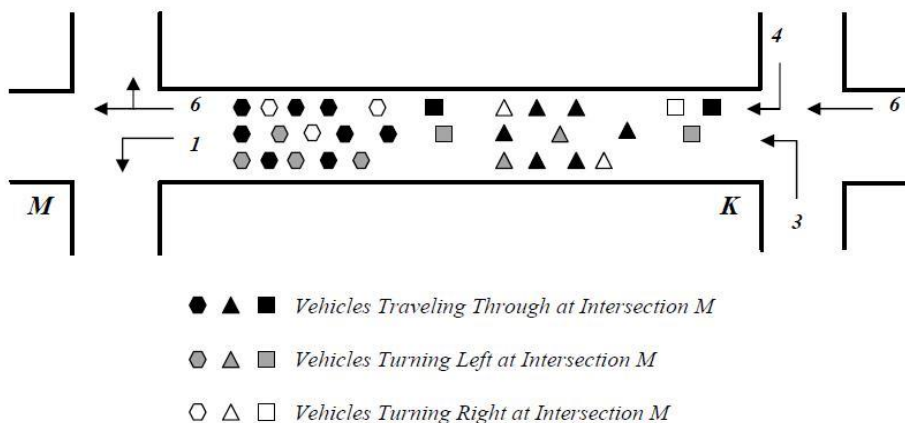 4
6
6
1
M
K
3
Vehicles Traveling Through at Intersection M
Vehicles Turning Left at Intersection M
Vehicles Turning Right at Intersection M